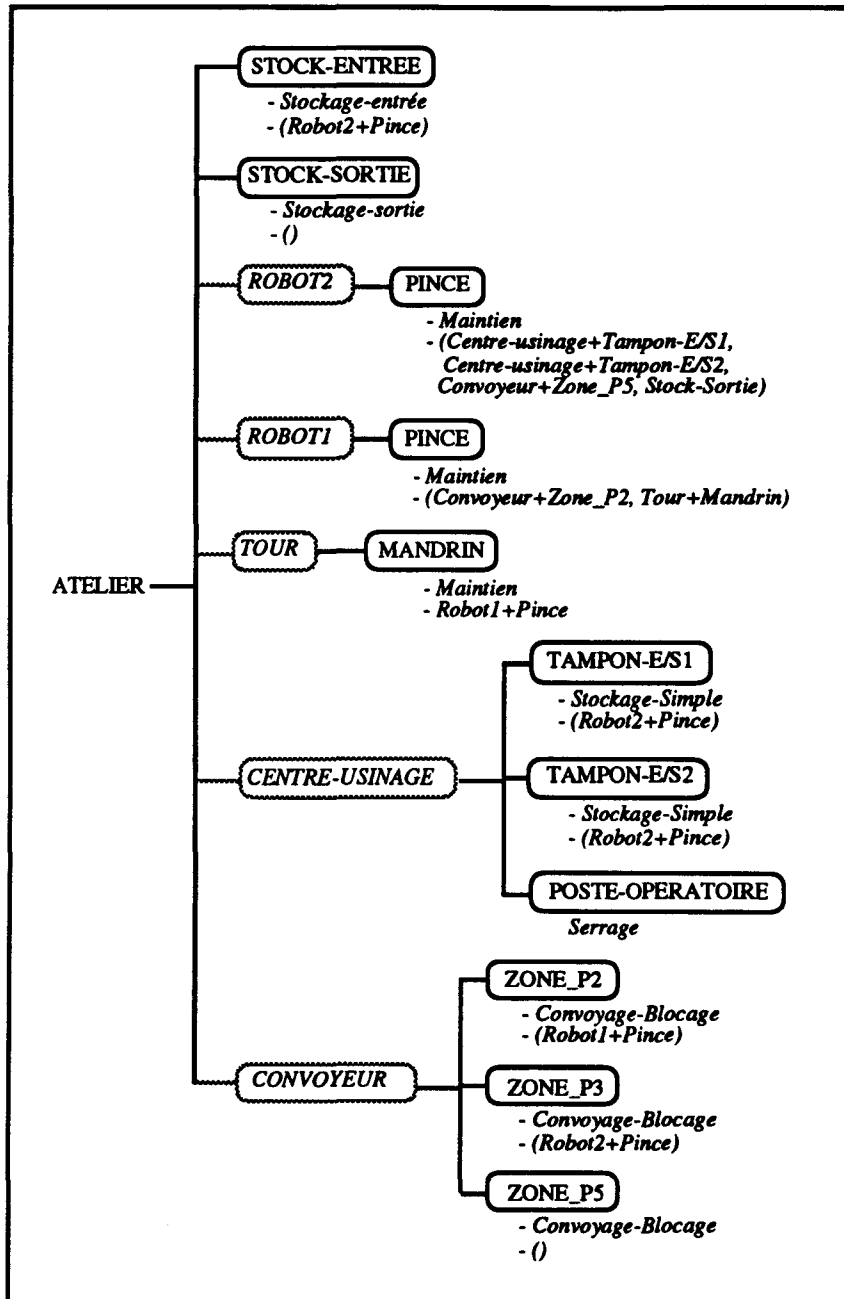 STOCK-ENTREE
- Stockage-entrée
- (Robot2+Pince)
STOCK-SORTIE
- Stockage-sortie
- ()
ROBOT2
PINCE
- Maintien
- (Centre-usinage+Tampon-E/S1,
Centre-usinage+Tampon-E/S2,
Convoyeur+Zone_P5, Stock-Sortie)
ROBOT1
PINCE
- Maintien
- (Convoyeur+Zone_P2, Tour+Mandrin)
TOUR
MANDRIN
- Maintien
- Robot1+Pince
ATELIER
TAMPON-E/S1
- Stockage-Simple
- (Robot2+Pince)
CENTRE-USINAGE
TAMPON-E/S2
- Stockage-Simple
- (Robot2+Pince)
POSTE-OPERATOIRE
Serrage
ZONE_P2
- Convoyage-Blocage
- (Robot1+Pince)
CONVOYEUR
ZONE_P3
- Convoyage-Blocage
- (Robot2+Pince)
ZONE_P5
- Convoyage-Blocage
- ()